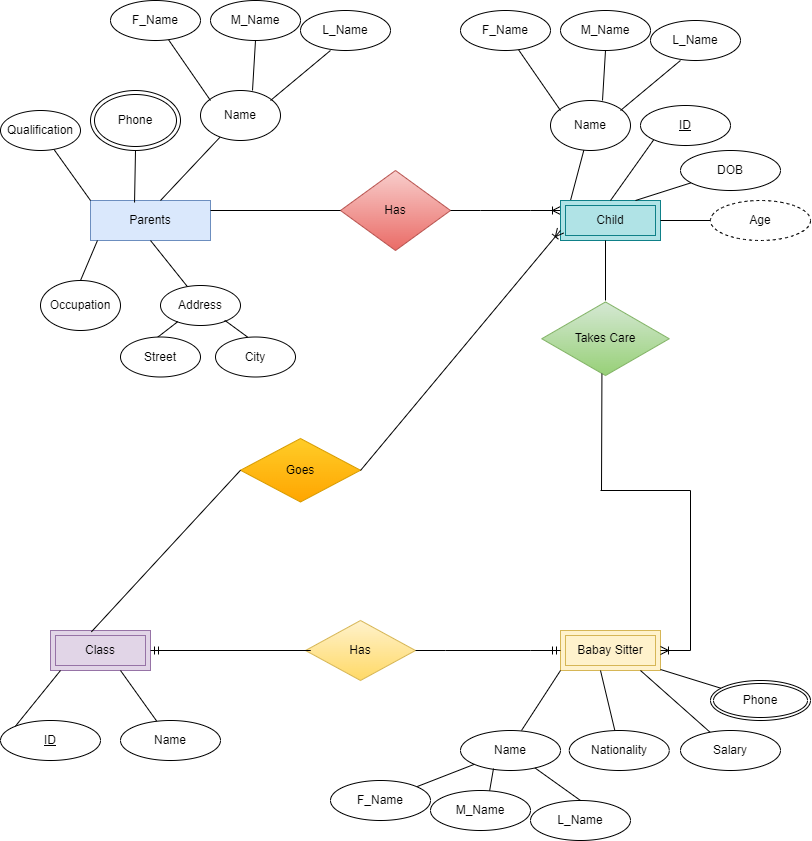 F_Name
M_Name
L_Name
F_Name
M_Name
L_Name
Qualification
Phone
Name
Name
ID
DOB
Parents
Has
Child
Age
Occupation
Address
Street
City
Takes Care
Goes
Class
Has
Babay Sitter
ID
Name
Name
Nationality
Salary
Phone
F_Name
M_Name
L_Name